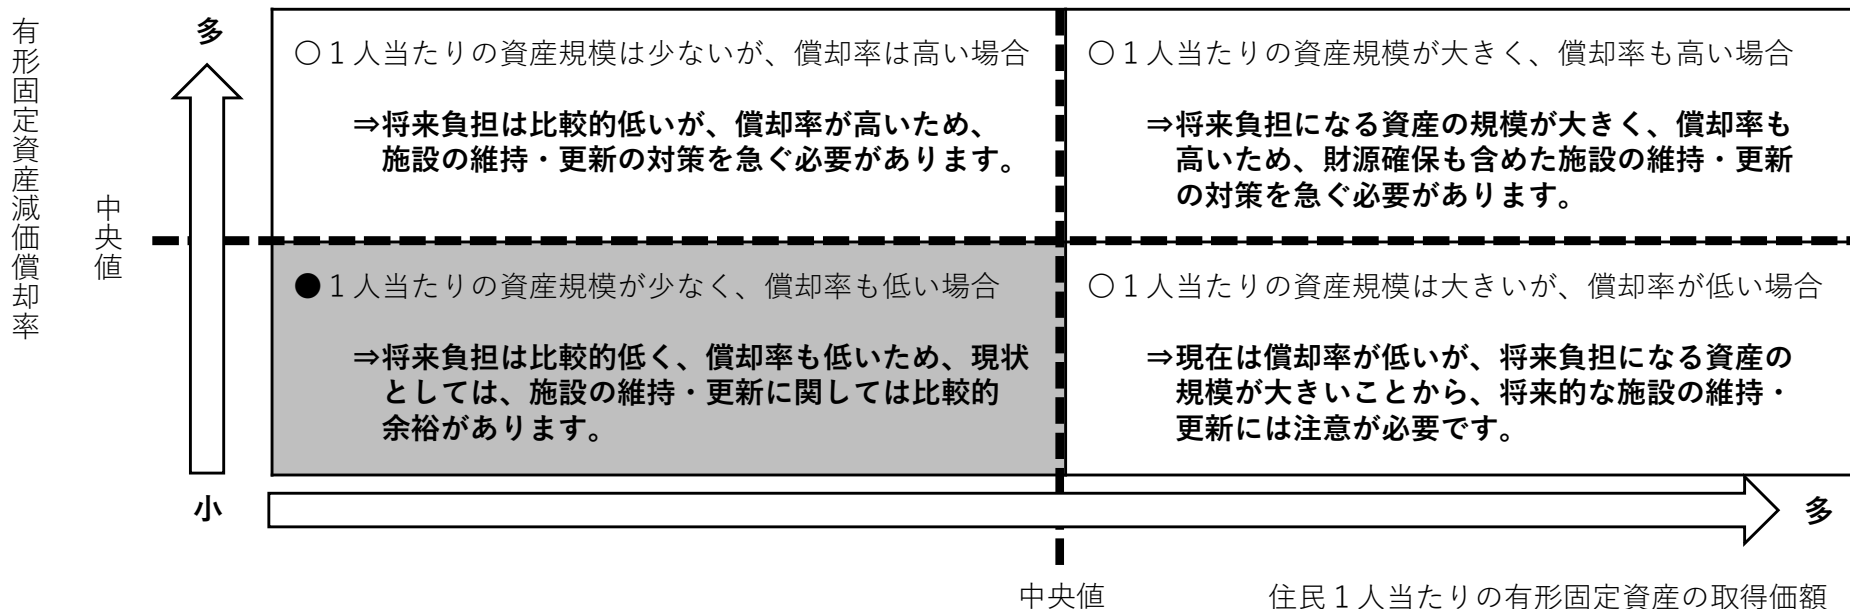 有形固定資産減価償却率
中央値
多
○１人当たりの資産規模は少ないが、償却率は高い場合
⇒将来負担は比較的低いが、償却率が高いため、
施設の維持・更新の対策を急ぐ必要があります。
○１人当たりの資産規模が大きく、償却率も高い場合
⇒将来負担になる資産の規模が大きく、償却率も
高いため、財源確保も含めた施設の維持・更新
の対策を急ぐ必要があります。
●１人当たりの資産規模が少なく、償却率も低い場合
⇒将来負担は比較的低く、償却率も低いため、現状
としては、施設の維持・更新に関しては比較的
余裕があります。
○１人当たりの資産規模は大きいが、償却率が低い場合
⇒現在は償却率が低いが、将来負担になる資産の
規模が大きいことから、将来的な施設の維持・
更新には注意が必要です。
小
多
中央値
住民１人当たりの有形固定資産の取得価額